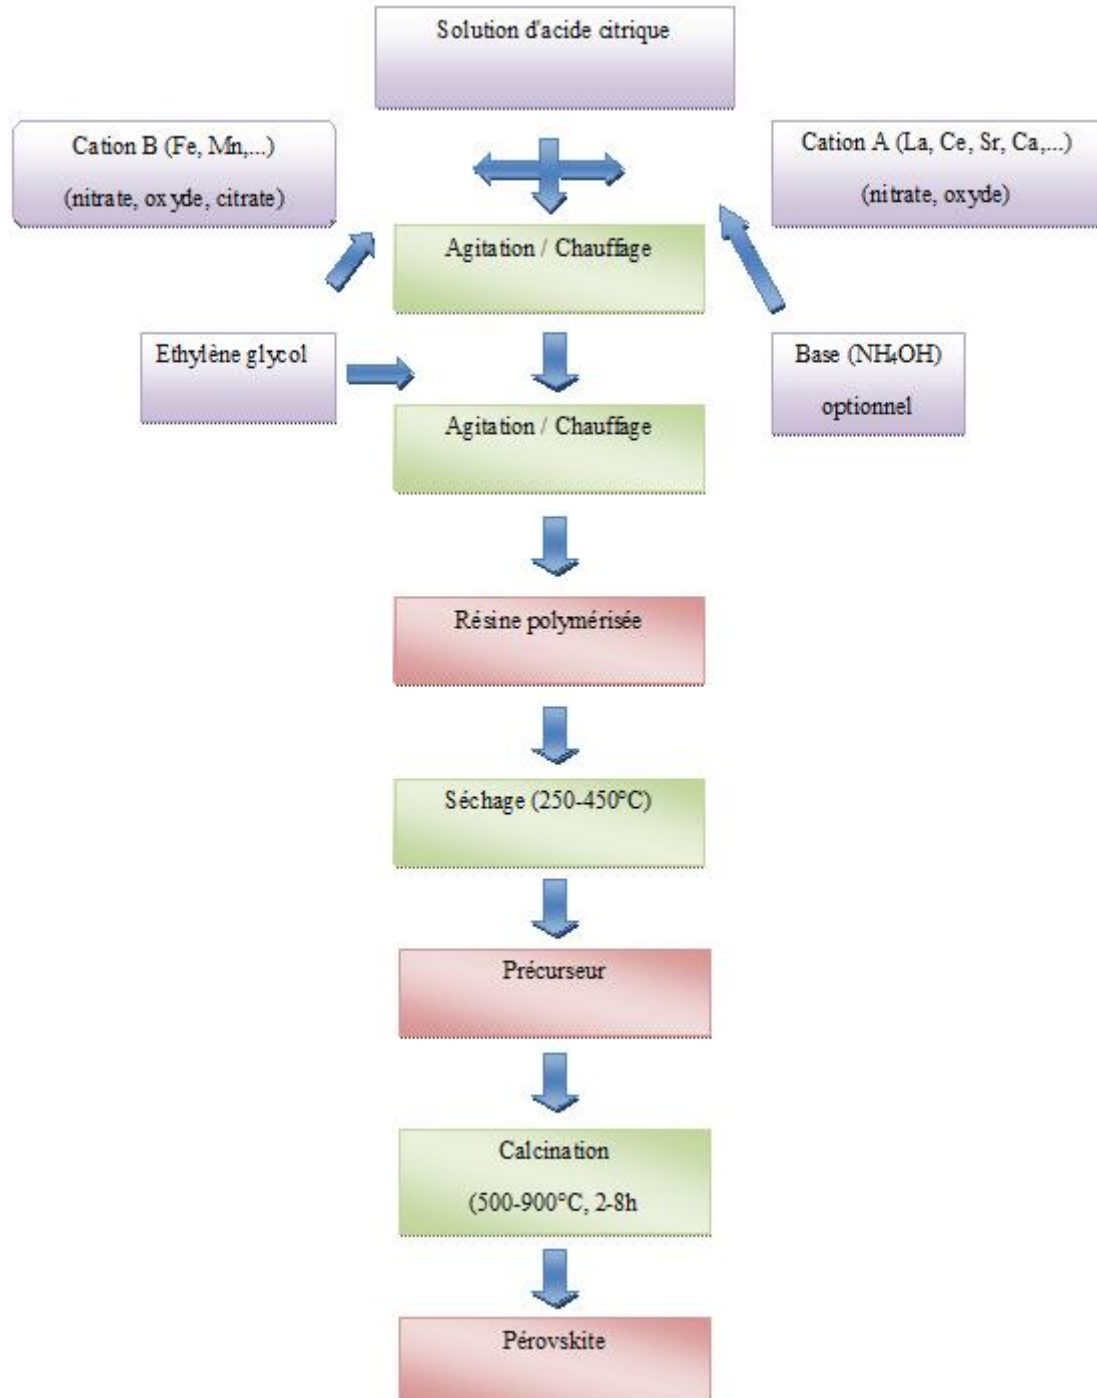 Solution d'acide citrique
Cation B (Fe, Mn,...)
(nitrate, oxyde, citrate)
Cation A (La, Ce, Sr, Ca,...)
(nitrate, oxyde)
Agitation / Chauffage
Ethylène glycol
Base (NH₄OH)
optionnel
Agitation / Chauffage
Résine polymérisée
Séchage (250-450°C)
Précurseur
Calcination
(500-900°C, 2-8h
Pérovskite